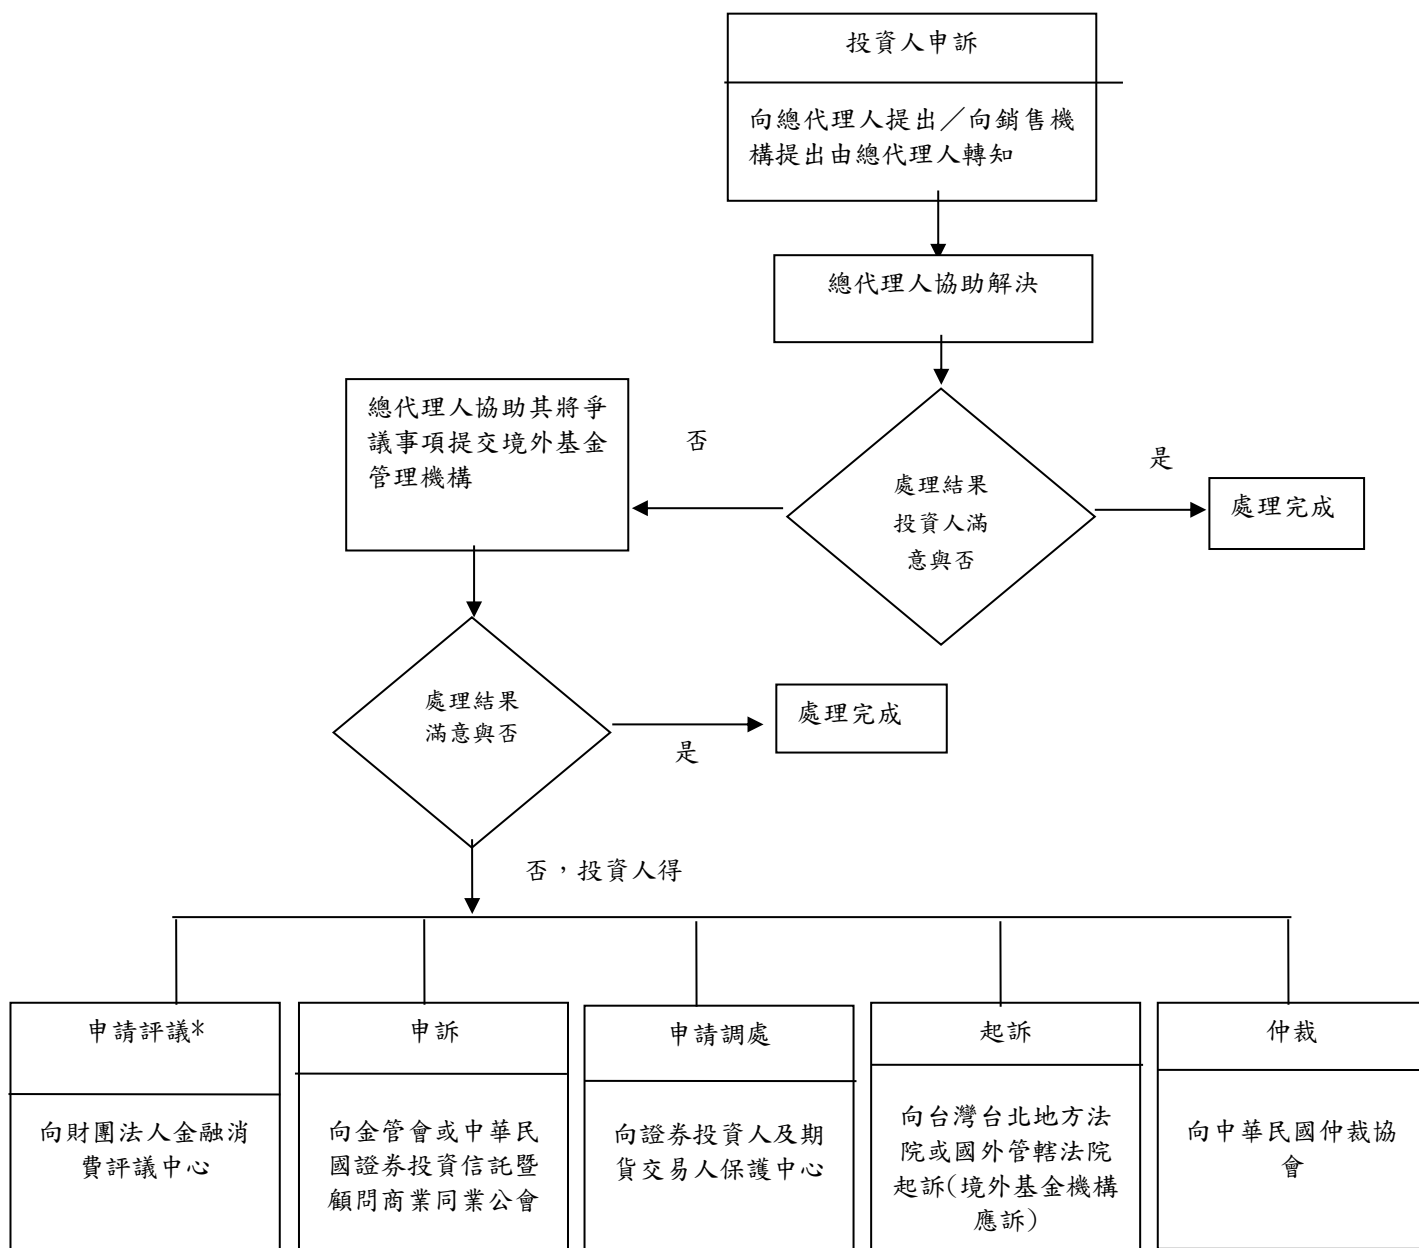 投資人申訴
向總代理人提出／向銷售機
構提出由總代理人轉知
總代理人協助解決
總代理人協助其將爭
議事項提交境外基金
管理機構
否
處理結果
投資人滿
意與否
是
處理完成
處理結果
滿意與否
是
處理完成
否，投資人得
申請評議*
向財團法人金融消
費評議中心
申訴
向金管會或中華民
國證券投資信託暨
顧問商業同業公會
申請調處
向證券投資人及期
貨交易人保護中心
起訴
向台灣台北地方法
院或國外管轄法院
起訴(境外基金機構
應訴)
仲裁
向中華民國仲裁協
會